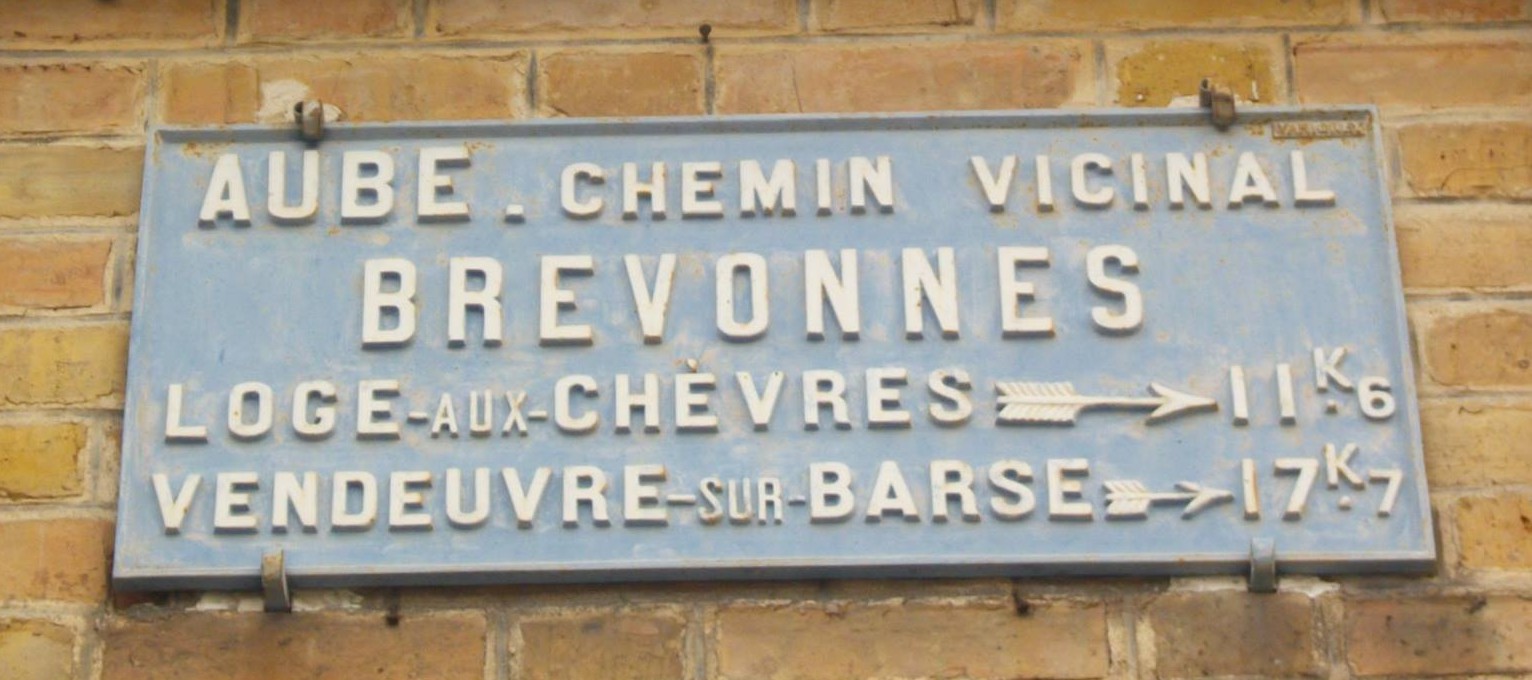 AUBE. CHEMIN VICINAL
BREVONNES
LOGE-AUX-CHÈVRES 11K.6
VENDEUVRE-SUR-BARSE 17K.7